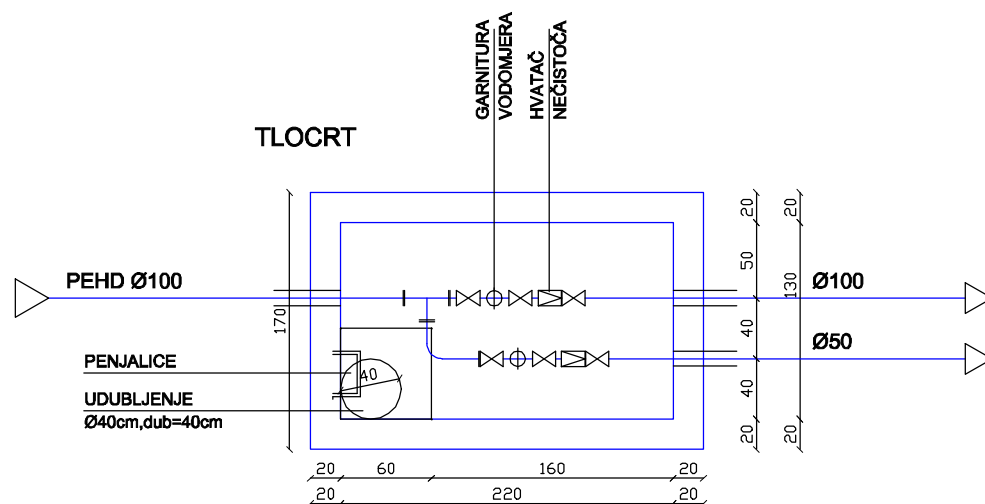 GARNITURA
VODOMJERA
HVATAČ
NEČISTOČA
TLOCRT
PEHD Ø100
Ø100
Ø50
PENJALICE
UDUBLJENJE
Ø40cm,dub=40cm
40
170
20
50
40
40
20
20
130
20
20
60
160
20
20
220
20